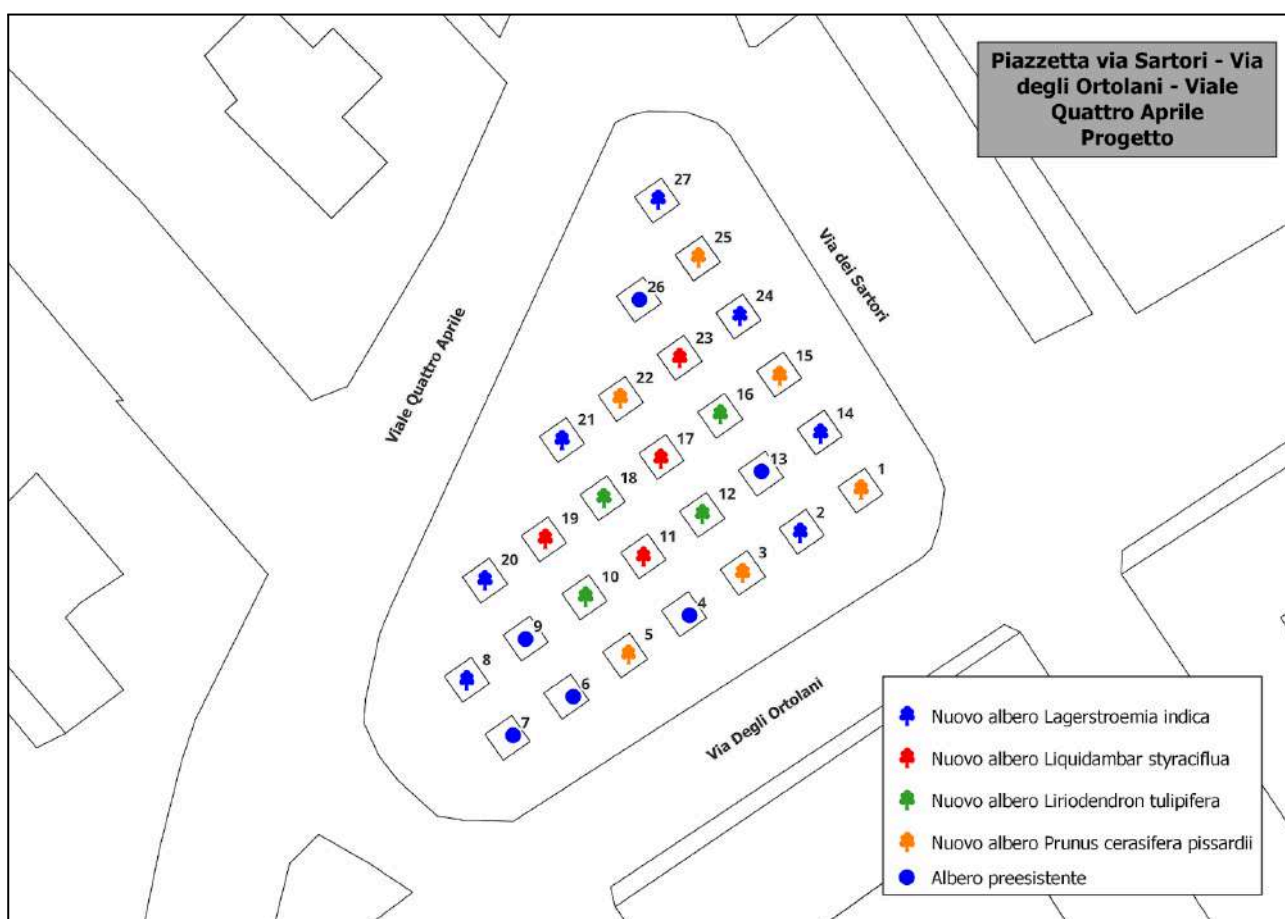 Piazzetta via Sartori - Via
degli Ortolani - Viale
Quattro Aprile
Progetto
27
25
26
24
Via dei Sartori
23
15
22
16
Viale Quattro Aprile
21
14
17
13
18
1
12
2
19
11
3
20
10
4
9
5
8
6
7
Via Degli Ortolani
Nuovo albero Lagerstroemia indica
Nuovo albero Liquidambar styraciflua
Nuovo albero Liriodendron tulipifera
Nuovo albero Prunus cerasifera pissardii
Albero preesistente